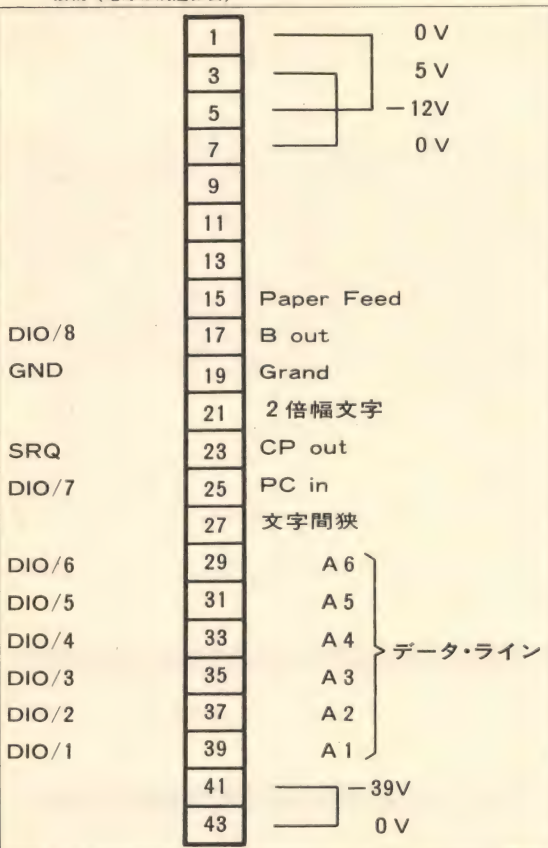 1 0 V
3 5 V
5 −12V
7 0 V
9
11
13
15 Paper Feed
DIO/8 17 B out
GND 19 Grand
21 2倍幅文字
SRQ 23 CP out
DIO/7 25 PC in
27 文字間狭
DIO/6 29 A 6
DIO/5 31 A 5
DIO/4 33 A 4
データ・ライン
DIO/3 35 A 3
DIO/2 37 A 2
DIO/1 39 A 1
41 −39V
43 0 V